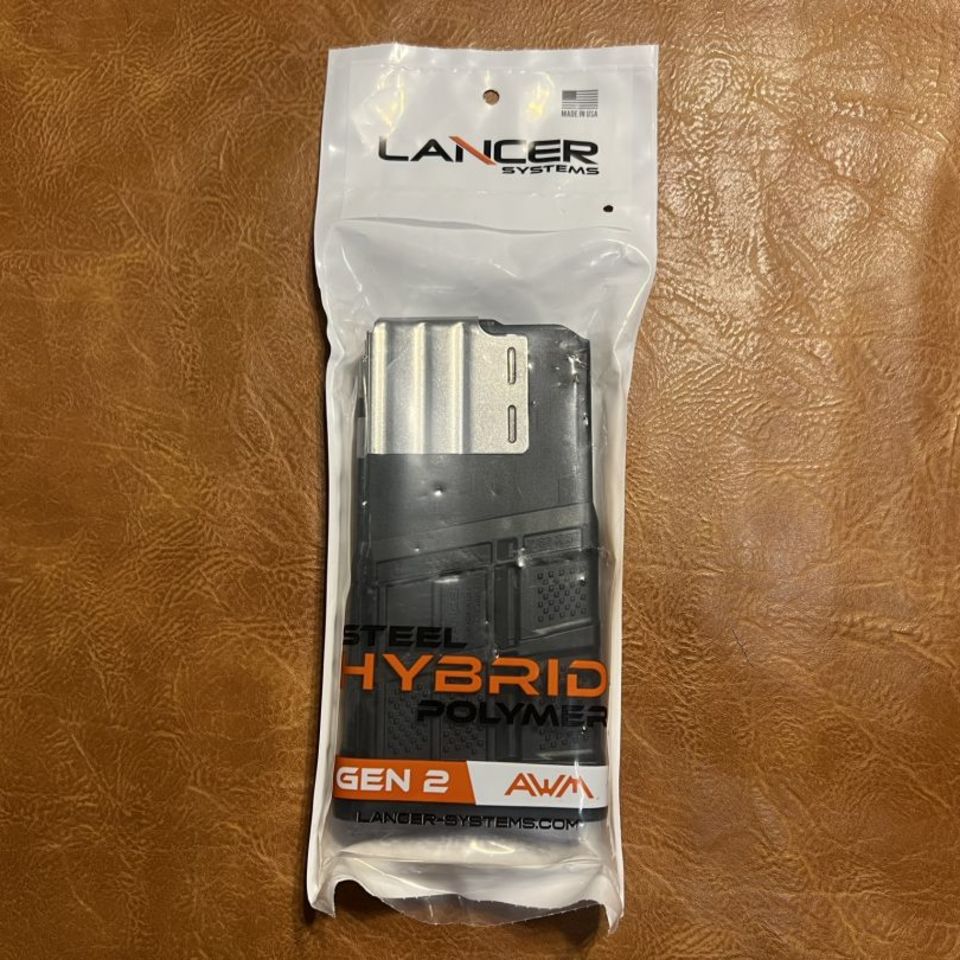 MADE IN USA
LANCER
SYSTEMS
STEEL
HYBRID
POLYMER
GEN 2 AWM
LANCER-SYSTEMS.COM